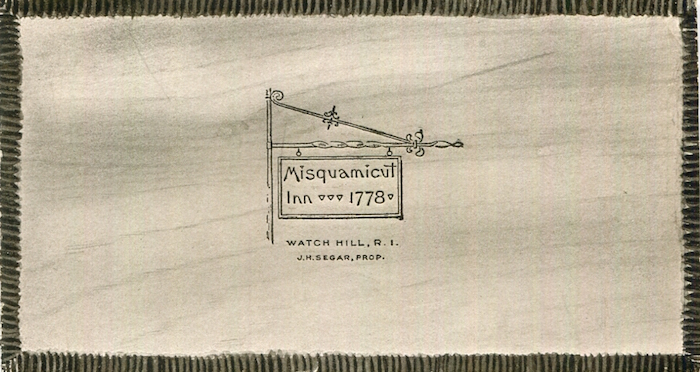 Misquamicut
Inn ▽▽▽ 1778▽
WATCH HILL, R. I.
J. H. SEGAR, PROP.